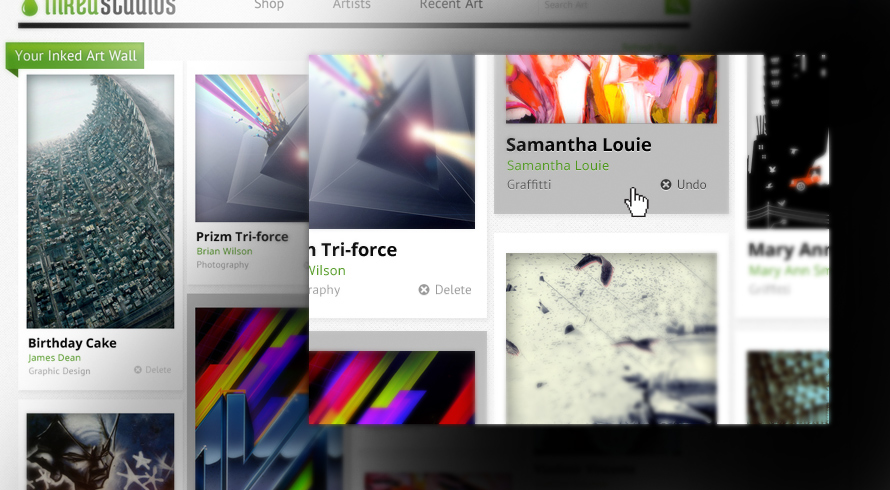 InkedStudios
Shop
Artists
Recent Art
Search Art
Your Inked Art Wall
Birthday Cake
James Dean
Graphic Design
Delete
Prizm Tri-force
Brian Wilson
Photography
Tri-force
Wilson
Delete
Samantha Louie
Samantha Louie
Graffitti
Undo
Mary Ann
Mary Ann
Graffiti